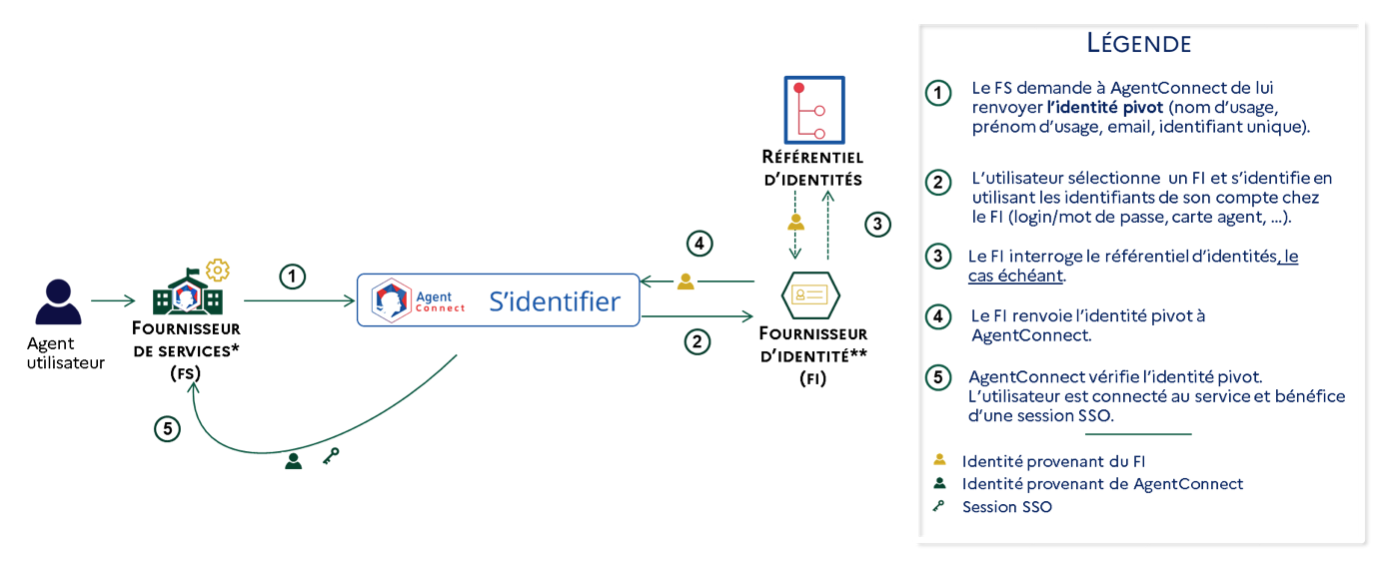 RÉFÉRENTIEL
D'IDENTITÉS
3
4
1
Agent
Connect
S'identifier
2
Agent
utilisateur
FOURNISSEUR
DE SERVICES*
(FS)
FOURNISSEUR
D'IDENTITÉ**
(FI)
5
LÉGENDE
1 Le FS demande à AgentConnect de lui
renvoyer l'identité pivot (nom d'usage,
prénom d'usage, email, identifiant unique).
2 L'utilisateur sélectionne un FI et s'identifie en
utilisant les identifiants de son compte chez
le FI (login/mot de passe, carte agent, ...).
3 Le FI interroge le référentiel d'identités, le
cas échéant.
4 Le FI renvoie l'identité pivot à
AgentConnect.
5 AgentConnect vérifie l'identité pivot.
L'utilisateur est connecté au service et bénéfice
d'une session SSO.
Identité provenant du FI
Identité provenant de AgentConnect
Session SSO